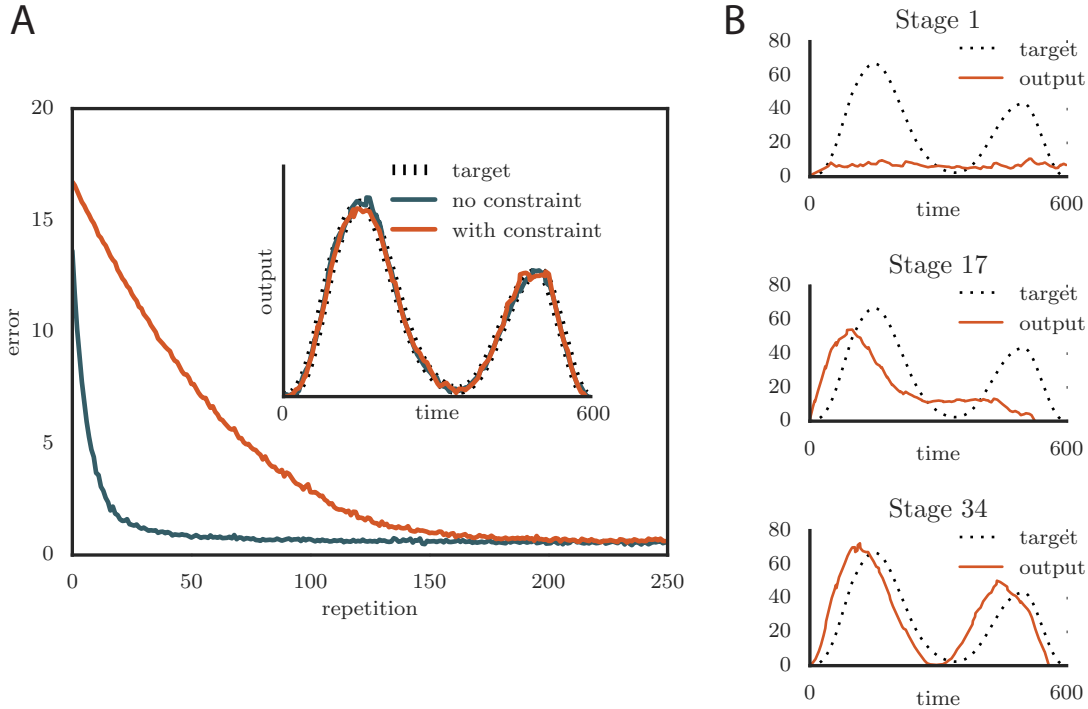 A
20
15
10
5
0
error
0 50 100 150 200 250
repetition
target
no constraint
with constraint
output
0 time 600
B
Stage 1
target
output
80
60
40
20
0
0 600
time
Stage 17
target
output
80
60
40
20
0
0 600
time
Stage 34
target
output
80
60
40
20
0
0 600
time